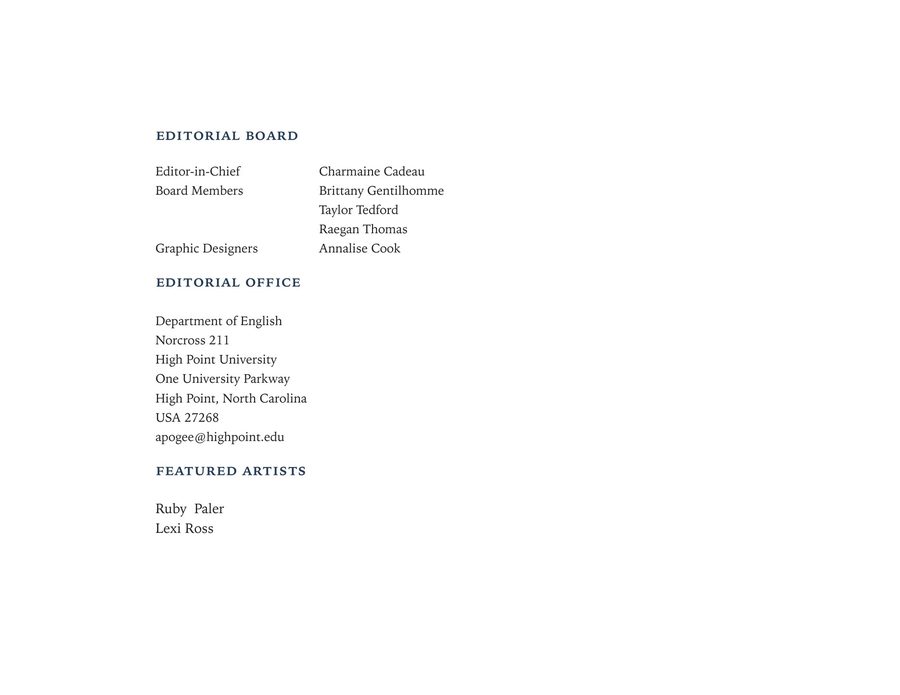 EDITORIAL BOARD
Editor-in-Chief Charmaine Cadeau
Board Members Brittany Gentilhomme
Taylor Tedford
Raegan Thomas
Graphic Designers Annalise Cook
EDITORIAL OFFICE
Department of English
Norcross 211
High Point University
One University Parkway
High Point, North Carolina
USA 27268
apogee@highpoint.edu
FEATURED ARTISTS
Ruby Paler
Lexi Ross